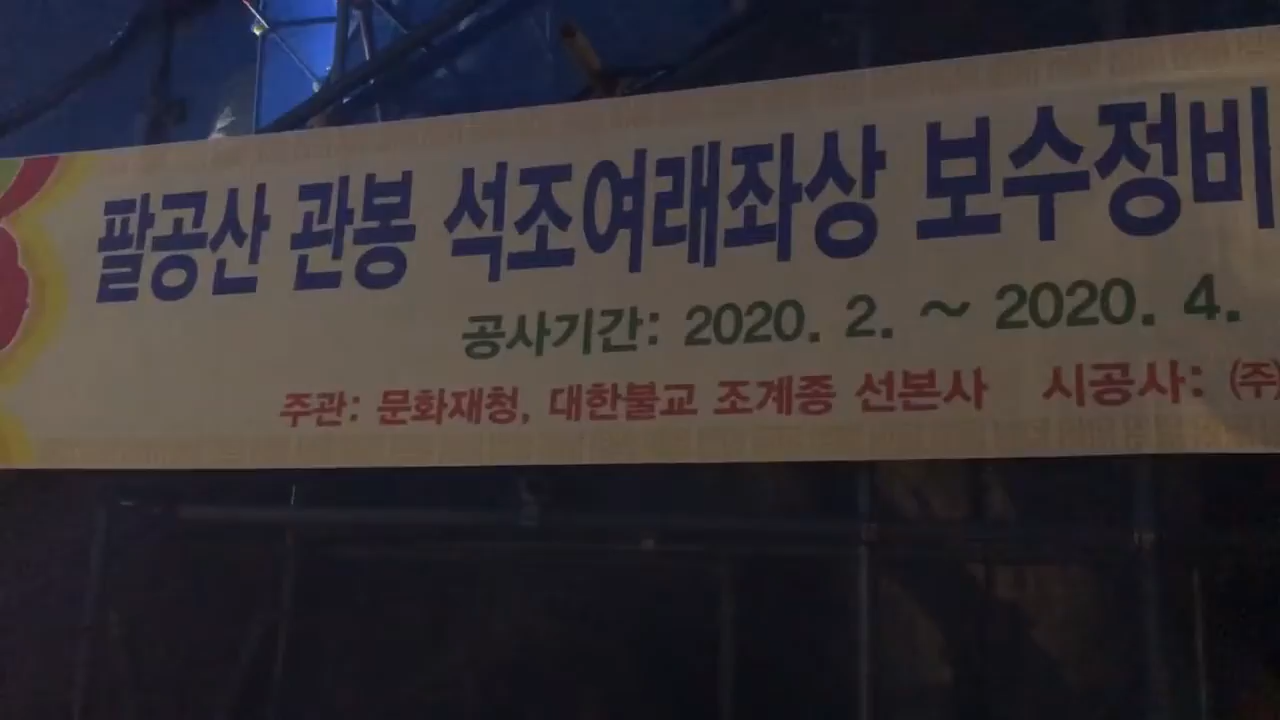 팔공산 관봉 석조여래좌상 보수정비
공사기간: 2020. 2. ~ 2020. 4.
주관: 문화재청, 대한불교 조계종 선본사 시공사: ㈜